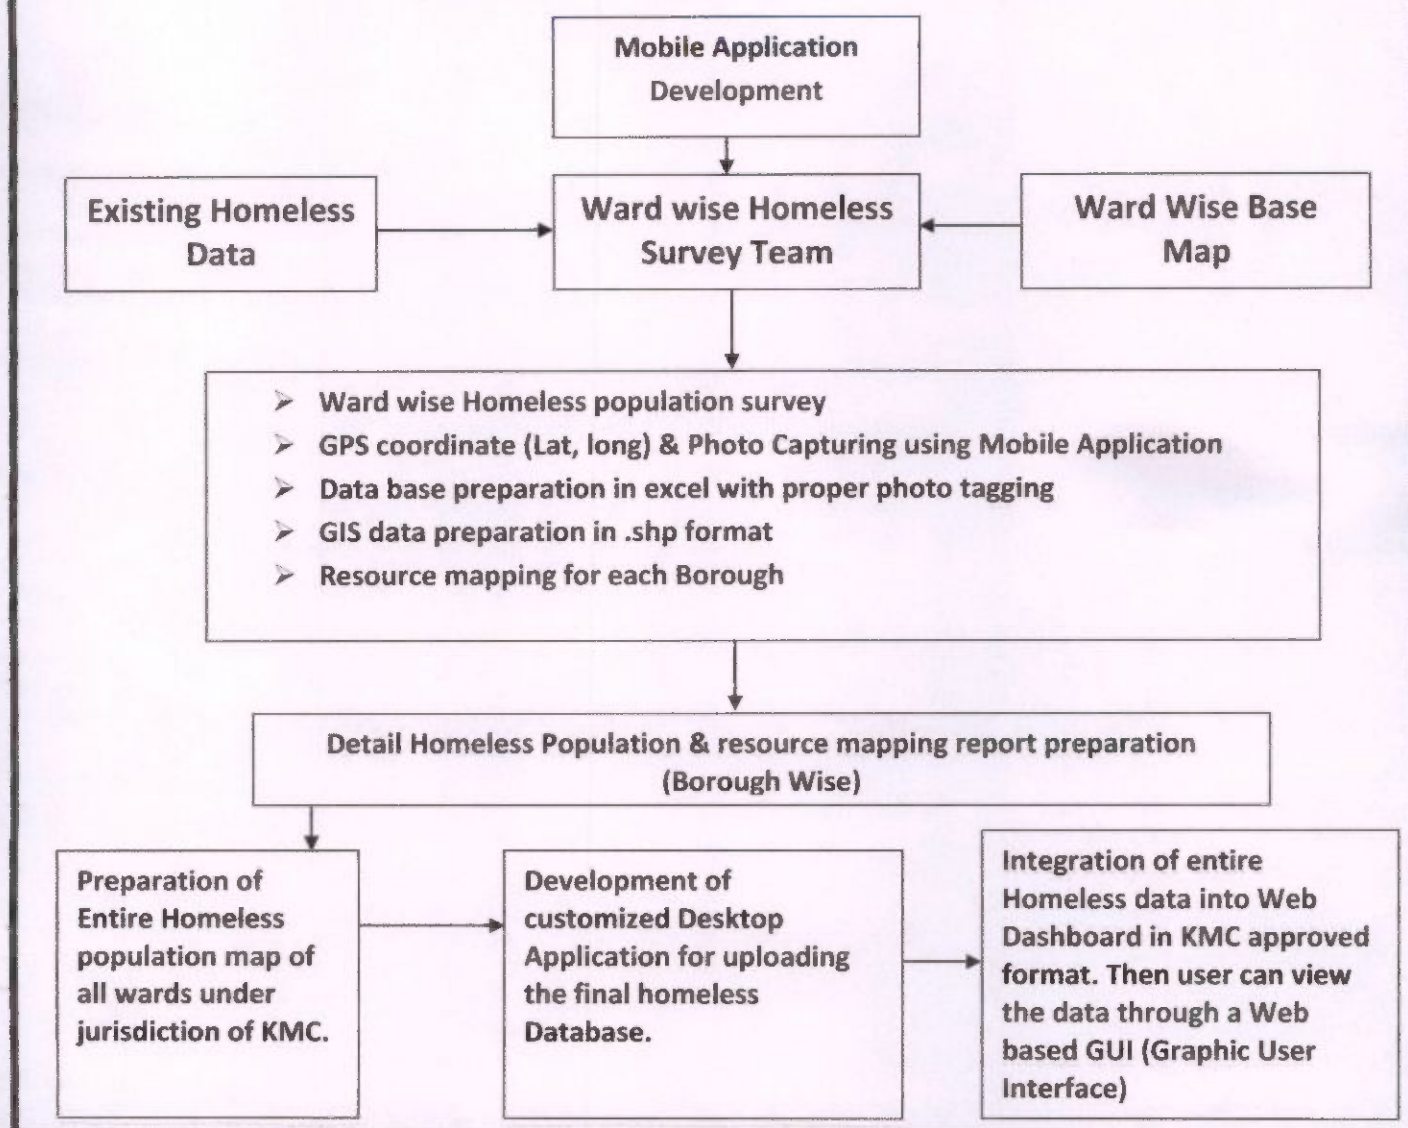 Mobile Application
Development
Existing Homeless
Data
Ward wise Homeless
Survey Team
Ward Wise Base
Map
➢ Ward wise Homeless population survey
➢ GPS coordinate (Lat, long) & Photo Capturing using Mobile Application
➢ Data base preparation in excel with proper photo tagging
➢ GIS data preparation in .shp format
➢ Resource mapping for each Borough
Detail Homeless Population & resource mapping report preparation
(Borough Wise)
Preparation of
Entire Homeless
population map of
all wards under
jurisdiction of KMC.
Development of
customized Desktop
Application for uploading
the final homeless
Database.
Integration of entire
Homeless data into Web
Dashboard in KMC approved
format. Then user can view
the data through a Web
based GUI (Graphic User
Interface)